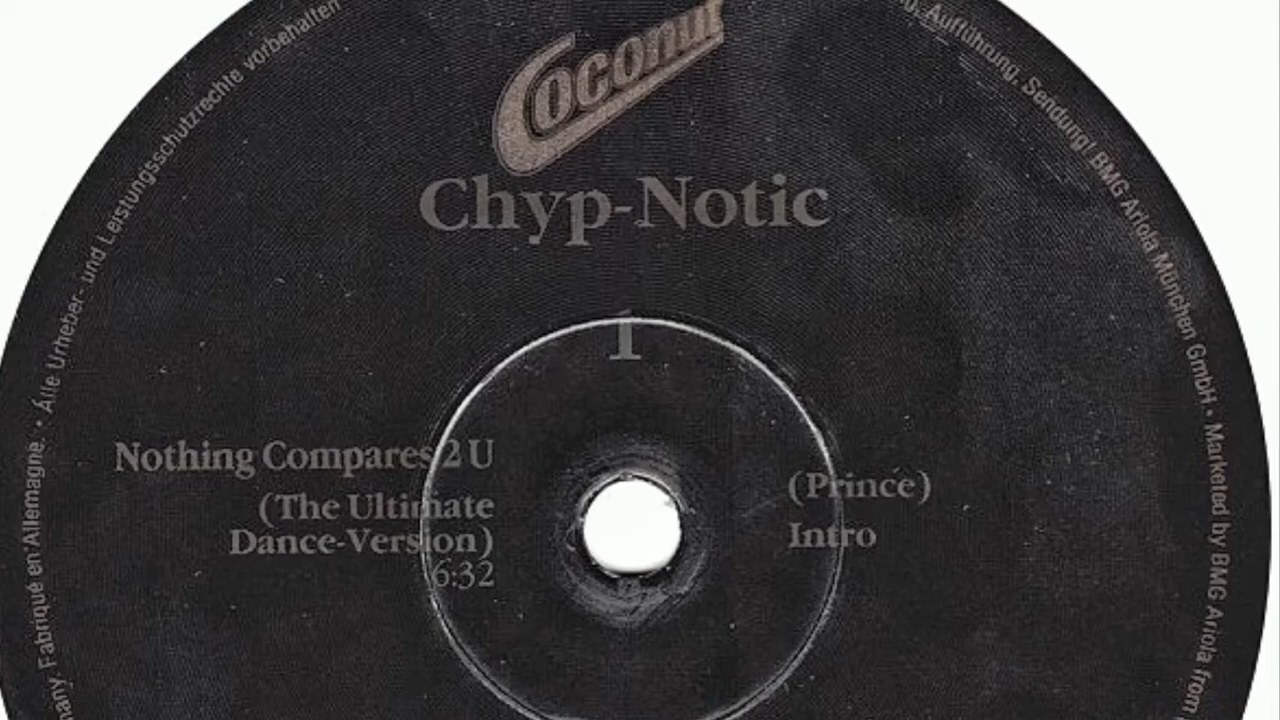 Coconut
Chyp-Notic
1
Nothing Compares 2 U
(The Ultimate
Dance-Version)
6:32
(Prince)
Intro
Fabriqué en Allemagne. • Alle Urheber- und Leistungsschutzrechte vorbehalten
Aufführung, Sendung! BMG Ariola München GmbH • Marketed by BMG Ariola from